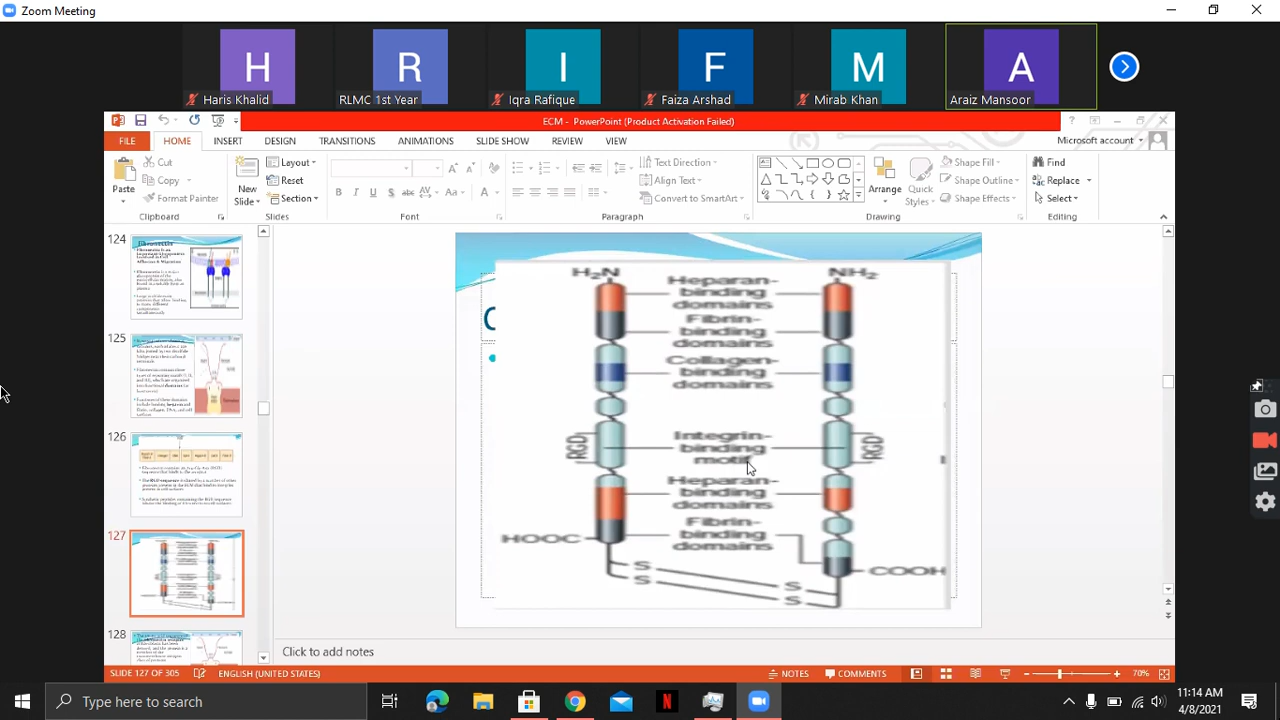 Zoom Meeting
H
R
I
F
M
A
Haris Khalid
RLMC 1st Year
Iqra Rafique
Faiza Arshad
Mirab Khan
Araiz Mansoor
ECM - PowerPoint (Product Activation Failed)
FILE HOME INSERT DESIGN TRANSITIONS ANIMATIONS SLIDE SHOW REVIEW VIEW Microsoft account
Paste
Cut
Copy
Format Painter
Clipboard
New
Slide
Layout
Reset
Section
Slides
B I U S abc AV Aa A
Font
Text Direction
Align Text
Convert to SmartArt
Paragraph
Arrange
Quick
Styles
Shape Fill
Shape Outline
Shape Effects
Drawing
Find
Replace
Select
Editing
124
Fibronectin
125
126
127
128
H2N
NH2
Heparan-
binding
domains
Fibrin-
binding
domains
Collagen-
binding
domains
RGD
Integrin-
binding
motif
RGD
Heparan-
binding
domains
Fibrin-
binding
domains
HOOC
COOH
S
S
S
S
Click to add notes
SLIDE 127 OF 305 ENGLISH (UNITED STATES) NOTES COMMENTS 70%
Type here to search
11:14 AM
4/8/2021